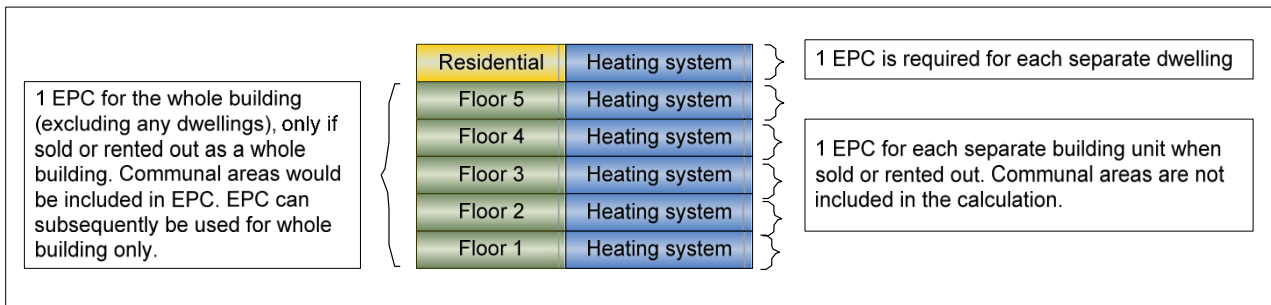 1 EPC for the whole building
(excluding any dwellings), only if
sold or rented out as a whole
building. Communal areas would
be included in EPC. EPC can
subsequently be used for whole
building only.
Residential Heating system
Floor 5 Heating system
Floor 4 Heating system
Floor 3 Heating system
Floor 2 Heating system
Floor 1 Heating system
1 EPC is required for each separate dwelling
1 EPC for each separate building unit when
sold or rented out. Communal areas are not
included in the calculation.